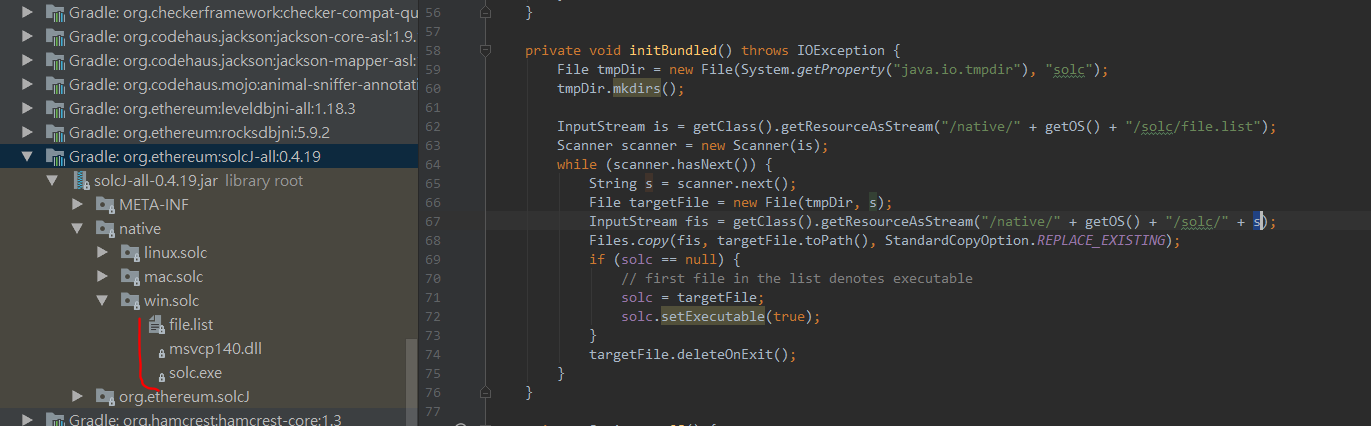 Gradle: org.checkerframework:checker-compat-qu
Gradle: org.codehaus.jackson:jackson-core-asl:1.9.
Gradle: org.codehaus.jackson:jackson-mapper-asl:
Gradle: org.codehaus.mojo:animal-sniffer-annotati
Gradle: org.ethereum:leveldbjni-all:1.18.3
Gradle: org.ethereum:rocksdbjni:5.9.2
Gradle: org.ethereum:solcJ-all:0.4.19
solcJ-all-0.4.19.jar library root
META-INF
native
linux.solc
mac.solc
win.solc
file.list
msvcp140.dll
solc.exe
org.ethereum.solcJ
Gradle: org.hamcrest:hamcrest-core:1.3
56 }
57
58 private void initBundled() throws IOException {
59 File tmpDir = new File(System.getProperty("java.io.tmpdir"), "solc");
60 tmpDir.mkdirs();
61
62 InputStream is = getClass().getResourceAsStream("/native/" + getOS() + "/solc/file.list");
63 Scanner scanner = new Scanner(is);
64 while (scanner.hasNext()) {
65 String s = scanner.next();
66 File targetFile = new File(tmpDir, s);
67 InputStream fis = getClass().getResourceAsStream("/native/" + getOS() + "/solc/" + s);
68 Files.copy(fis, targetFile.toPath(), StandardCopyOption.REPLACE_EXISTING);
69 if (solc == null) {
70 // first file in the list denotes executable
71 solc = targetFile;
72 solc.setExecutable(true);
73 }
74 targetFile.deleteOnExit();
75 }
76 }
77